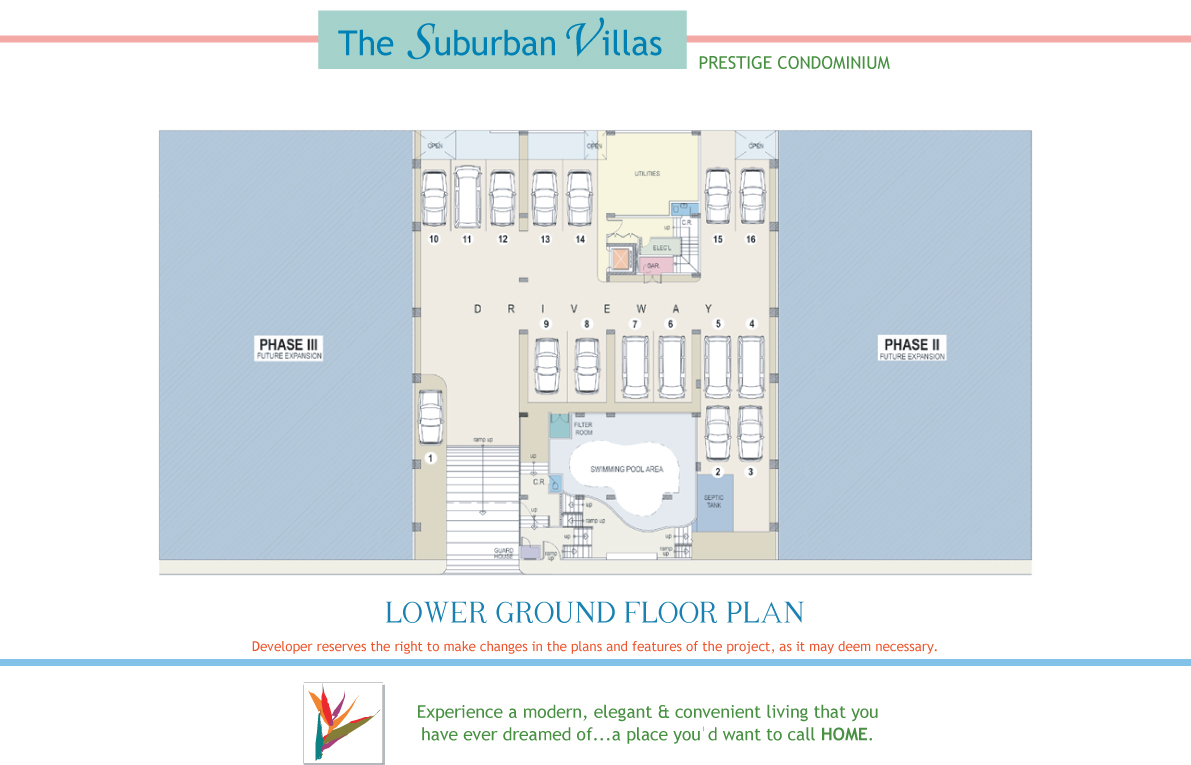 The Suburban Villas
PRESTIGE CONDOMINIUM
OPEN
OPEN
OPEN
UTILITIES
C.R.
up
ELEC'L
GAR.
10 11 12 13 14 15 16
D R I V E W A Y
9 8 7 6 5 4
PHASE III
FUTURE EXPANSION
PHASE II
FUTURE EXPANSION
FILTER
ROOM
ramp up
1
up
SWIMMING POOL AREA
2 3
C.R.
SEPTIC
TANK
up
up
ramp up
up
up
GUARD
HOUSE
ramp
up
ramp
up
LOWER GROUND FLOOR PLAN
Developer reserves the right to make changes in the plans and features of the project, as it may deem necessary.
Experience a modern, elegant & convenient living that you
have ever dreamed of...a place you'd want to call HOME.